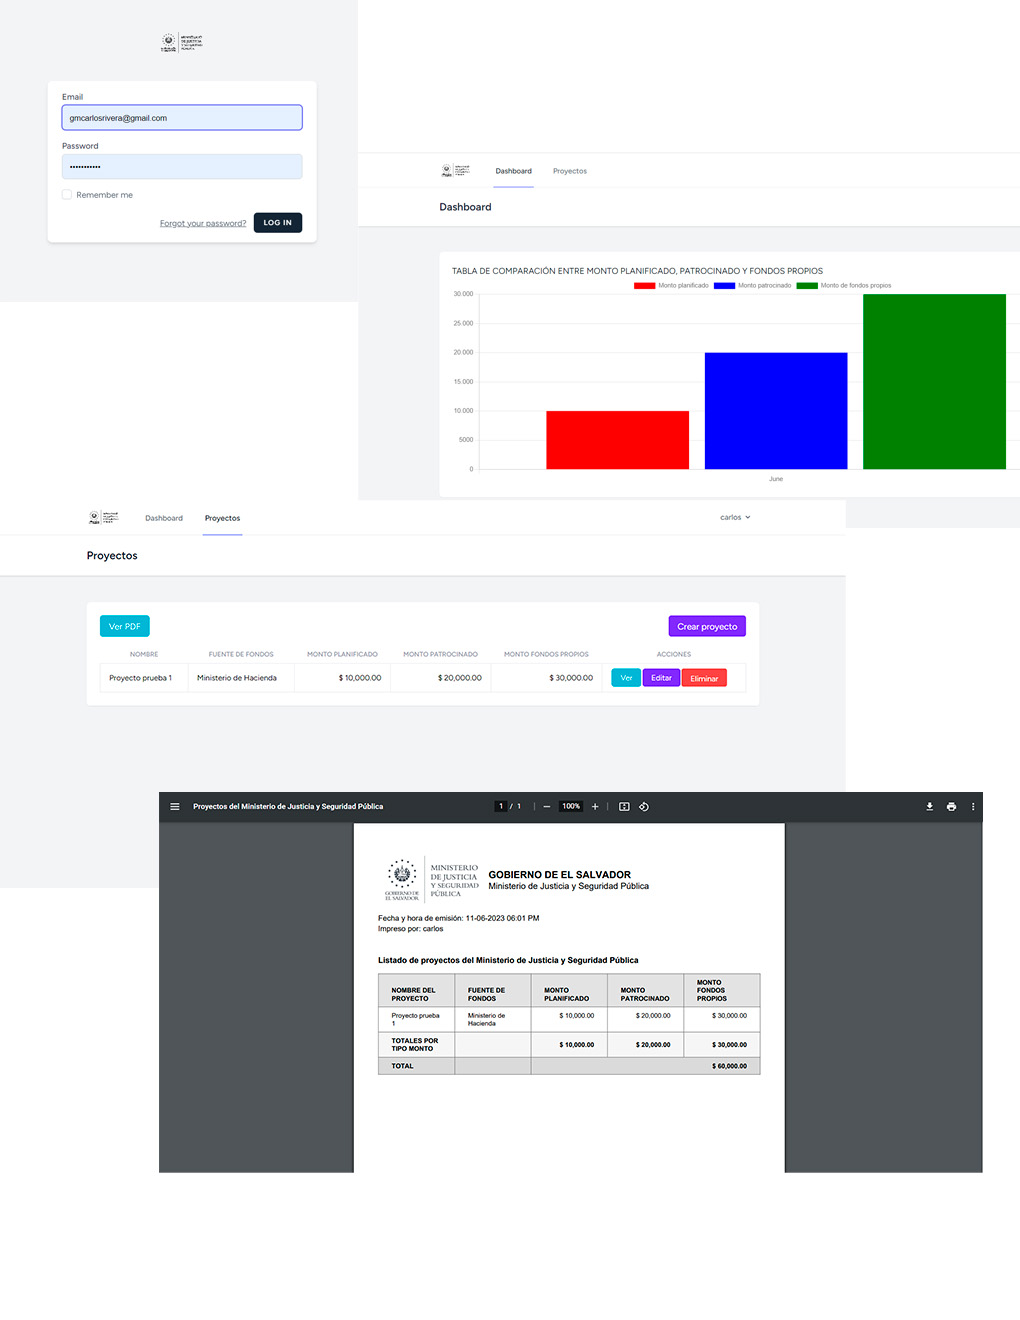 Email
gmcarlosrivera@gmail.com
Password
•••••••••••
Remember me
Forgot your password?
LOG IN
Dashboard
Proyectos
Dashboard
TABLA DE COMPARACIÓN ENTRE MONTO PLANIFICADO, PATROCINADO Y FONDOS PROPIOS
Monto planificado Monto patrocinado Monto de fondos propios
30.000
25.000
20.000
15.000
10.000
5000
0
June
Dashboard
Proyectos
carlos
Proyectos
Ver PDF
Crear proyecto
NOMBRE FUENTE DE FONDOS MONTO PLANIFICADO MONTO PATROCINADO MONTO FONDOS PROPIOS ACCIONES
Proyecto prueba 1 Ministerio de Hacienda $ 10,000.00 $ 20,000.00 $ 30,000.00 Ver Editar Eliminar
Proyectos del Ministerio de Justicia y Seguridad Pública
1 / 1
100%
GOBIERNO DE
EL SALVADOR
MINISTERIO
DE JUSTICIA
Y SEGURIDAD
PÚBLICA
GOBIERNO DE EL SALVADOR
Ministerio de Justicia y Seguridad Pública
Fecha y hora de emisión: 11-06-2023 06:01 PM
Impreso por: carlos
Listado de proyectos del Ministerio de Justicia y Seguridad Pública
NOMBRE DEL
PROYECTO
FUENTE DE
FONDOS
MONTO
PLANIFICADO
MONTO
PATROCINADO
MONTO
FONDOS
PROPIOS
Proyecto prueba
1
Ministerio de
Hacienda
$ 10,000.00
$ 20,000.00
$ 30,000.00
TOTALES POR
TIPO MONTO
$ 10,000.00
$ 20,000.00
$ 30,000.00
TOTAL
$ 60,000.00